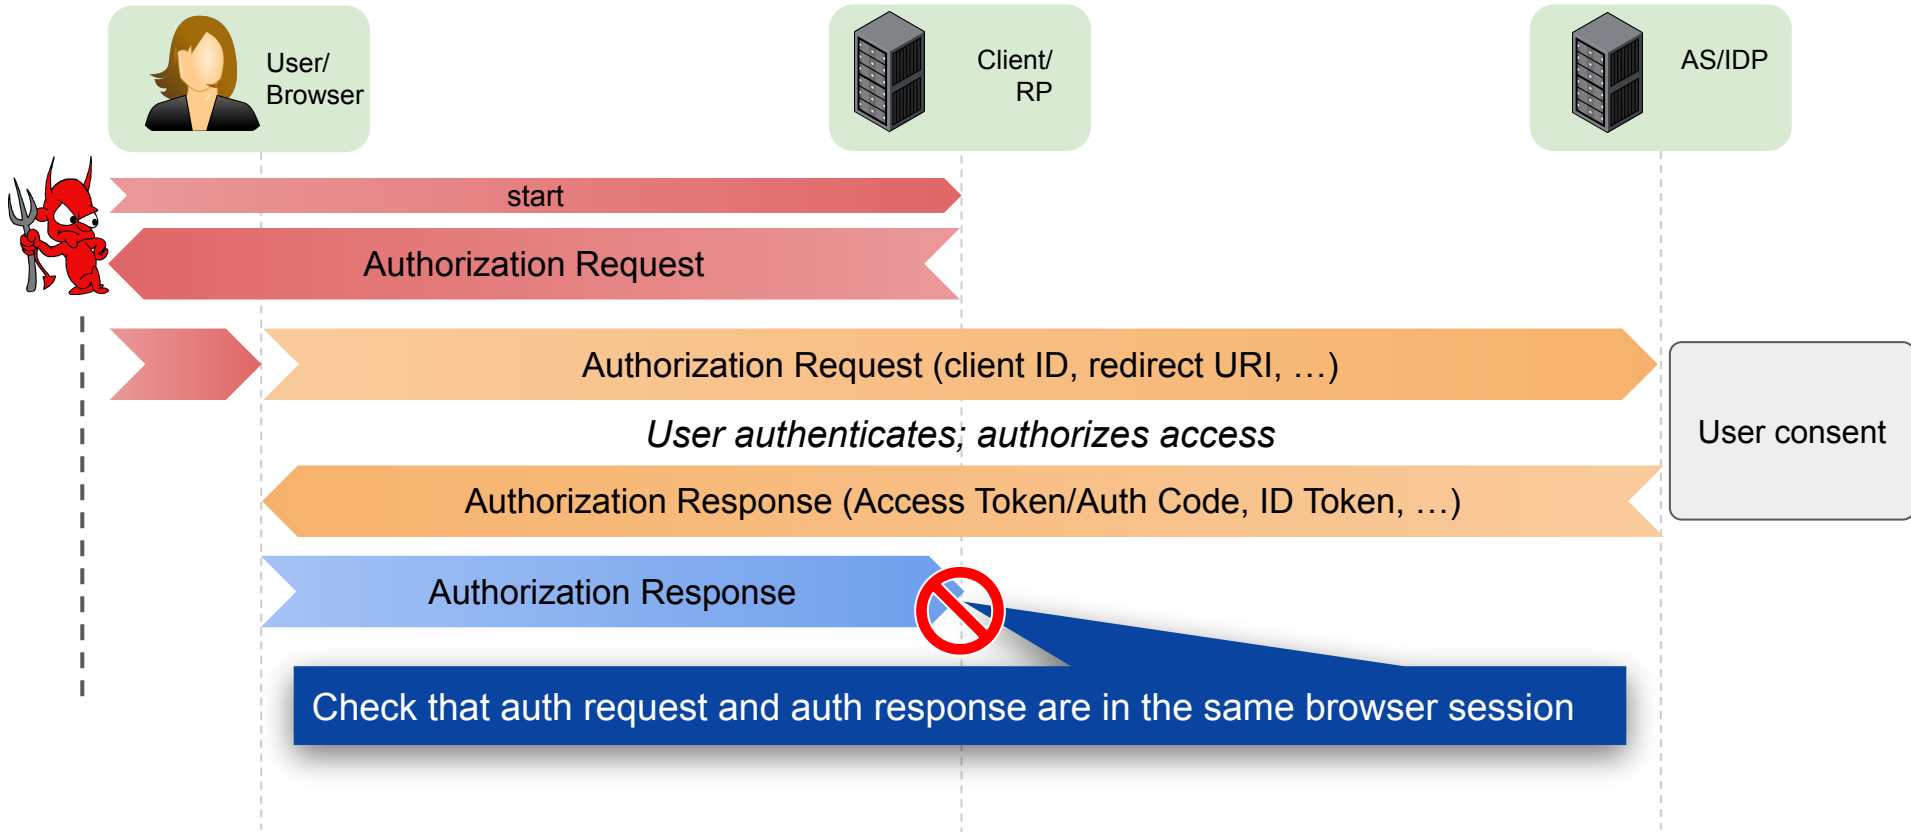 User/
Browser
Client/
RP
AS/IDP
start
Authorization Request
Authorization Request (client ID, redirect URI, …)
User authenticates; authorizes access
User consent
Authorization Response (Access Token/Auth Code, ID Token, …)
Authorization Response
Check that auth request and auth response are in the same browser session